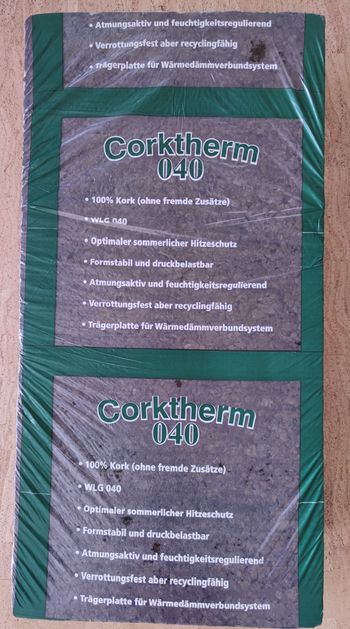 • Atmungsaktiv und feuchtigkeitsregulierend
• Verrottungsfest aber recyclingfähig
• Trägerplatte für Wärmedämmverbundsystem
Corktherm
040
• 100% Kork (ohne fremde Zusätze)
• WLG 040
• Optimaler sommerlicher Hitzeschutz
• Formstabil und druckbelastbar
• Atmungsaktiv und feuchtigkeitsregulierend
• Verrottungsfest aber recyclingfähig
• Trägerplatte für Wärmedämmverbundsystem
Corktherm
040
• 100% Kork (ohne fremde Zusätze)
• WLG 040
• Optimaler sommerlicher Hitzeschutz
• Formstabil und druckbelastbar
• Atmungsaktiv und feuchtigkeitsregulierend
• Verrottungsfest aber recyclingfähig
• Trägerplatte für Wärmedämmverbundsystem